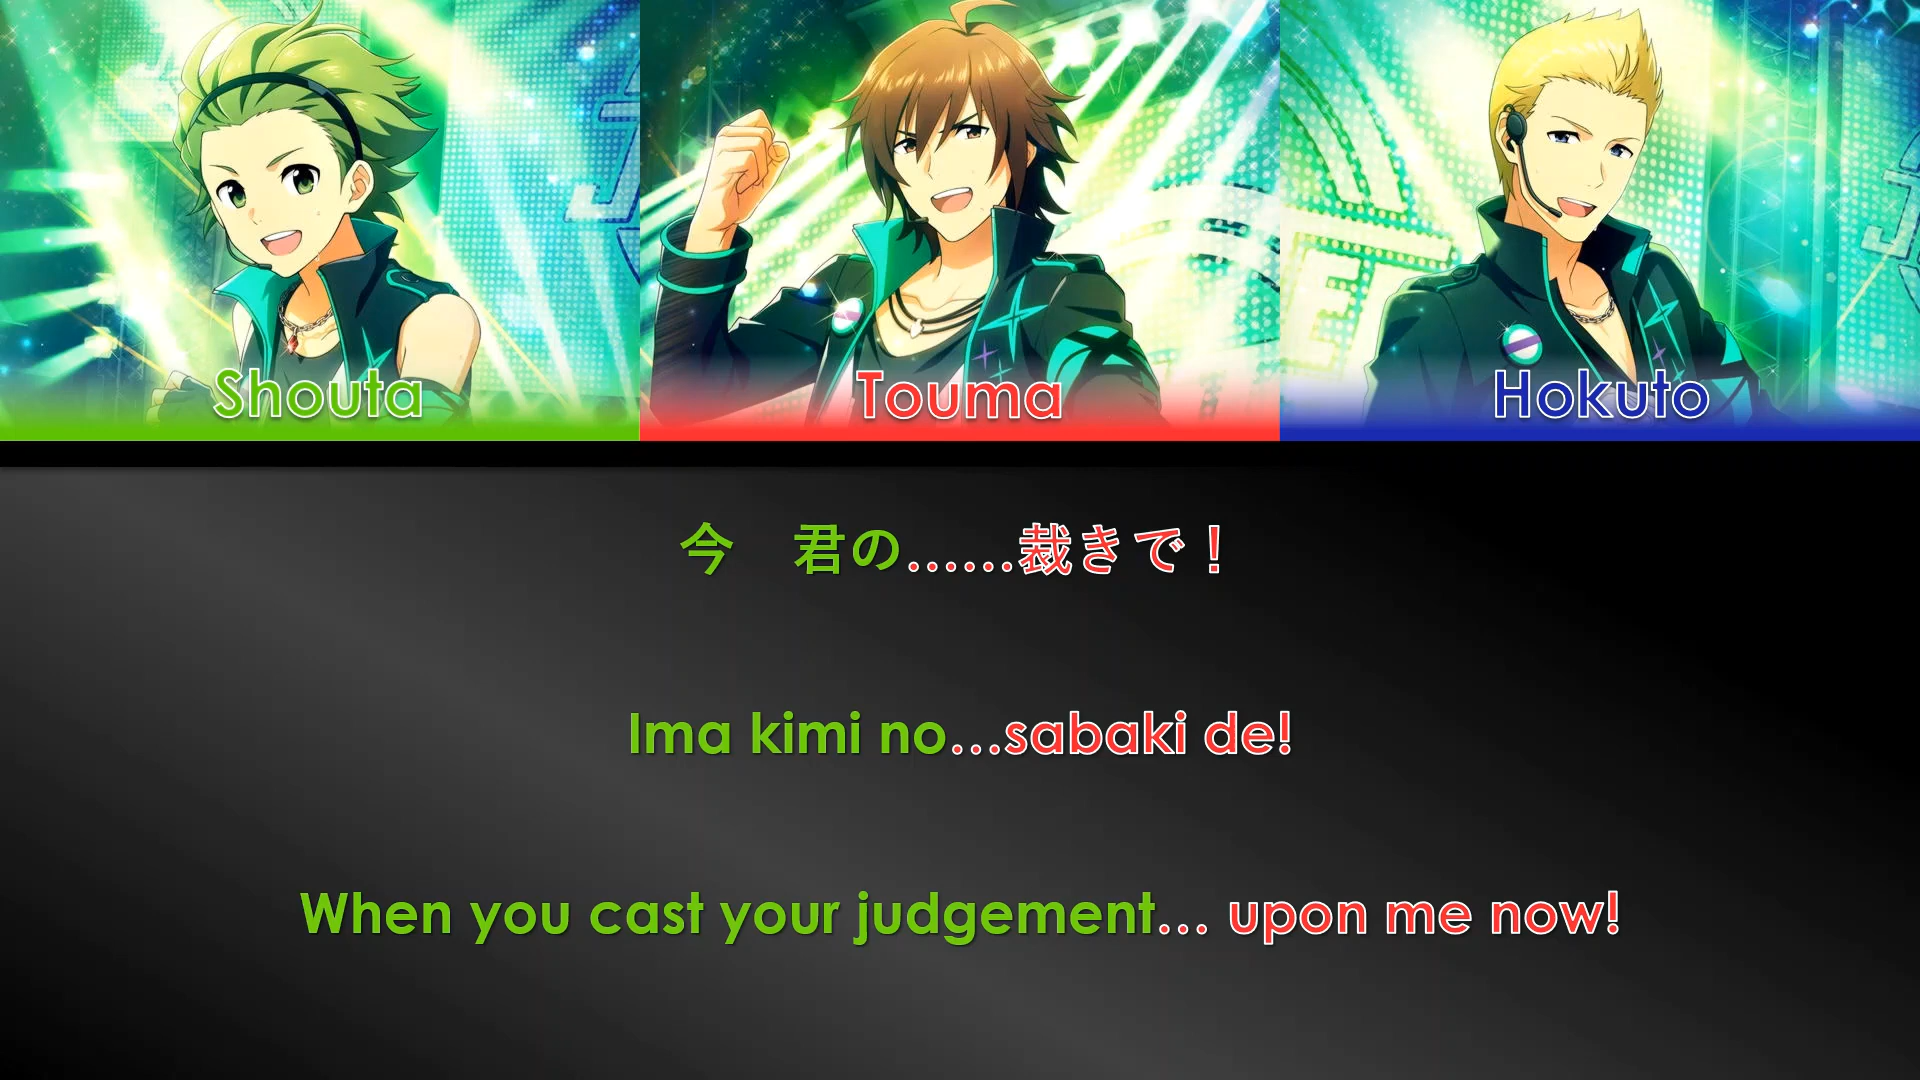 Shouta
Touma
Hokuto
今　君の……裁きで！
Ima kimi no…sabaki de!
When you cast your judgement… upon me now!